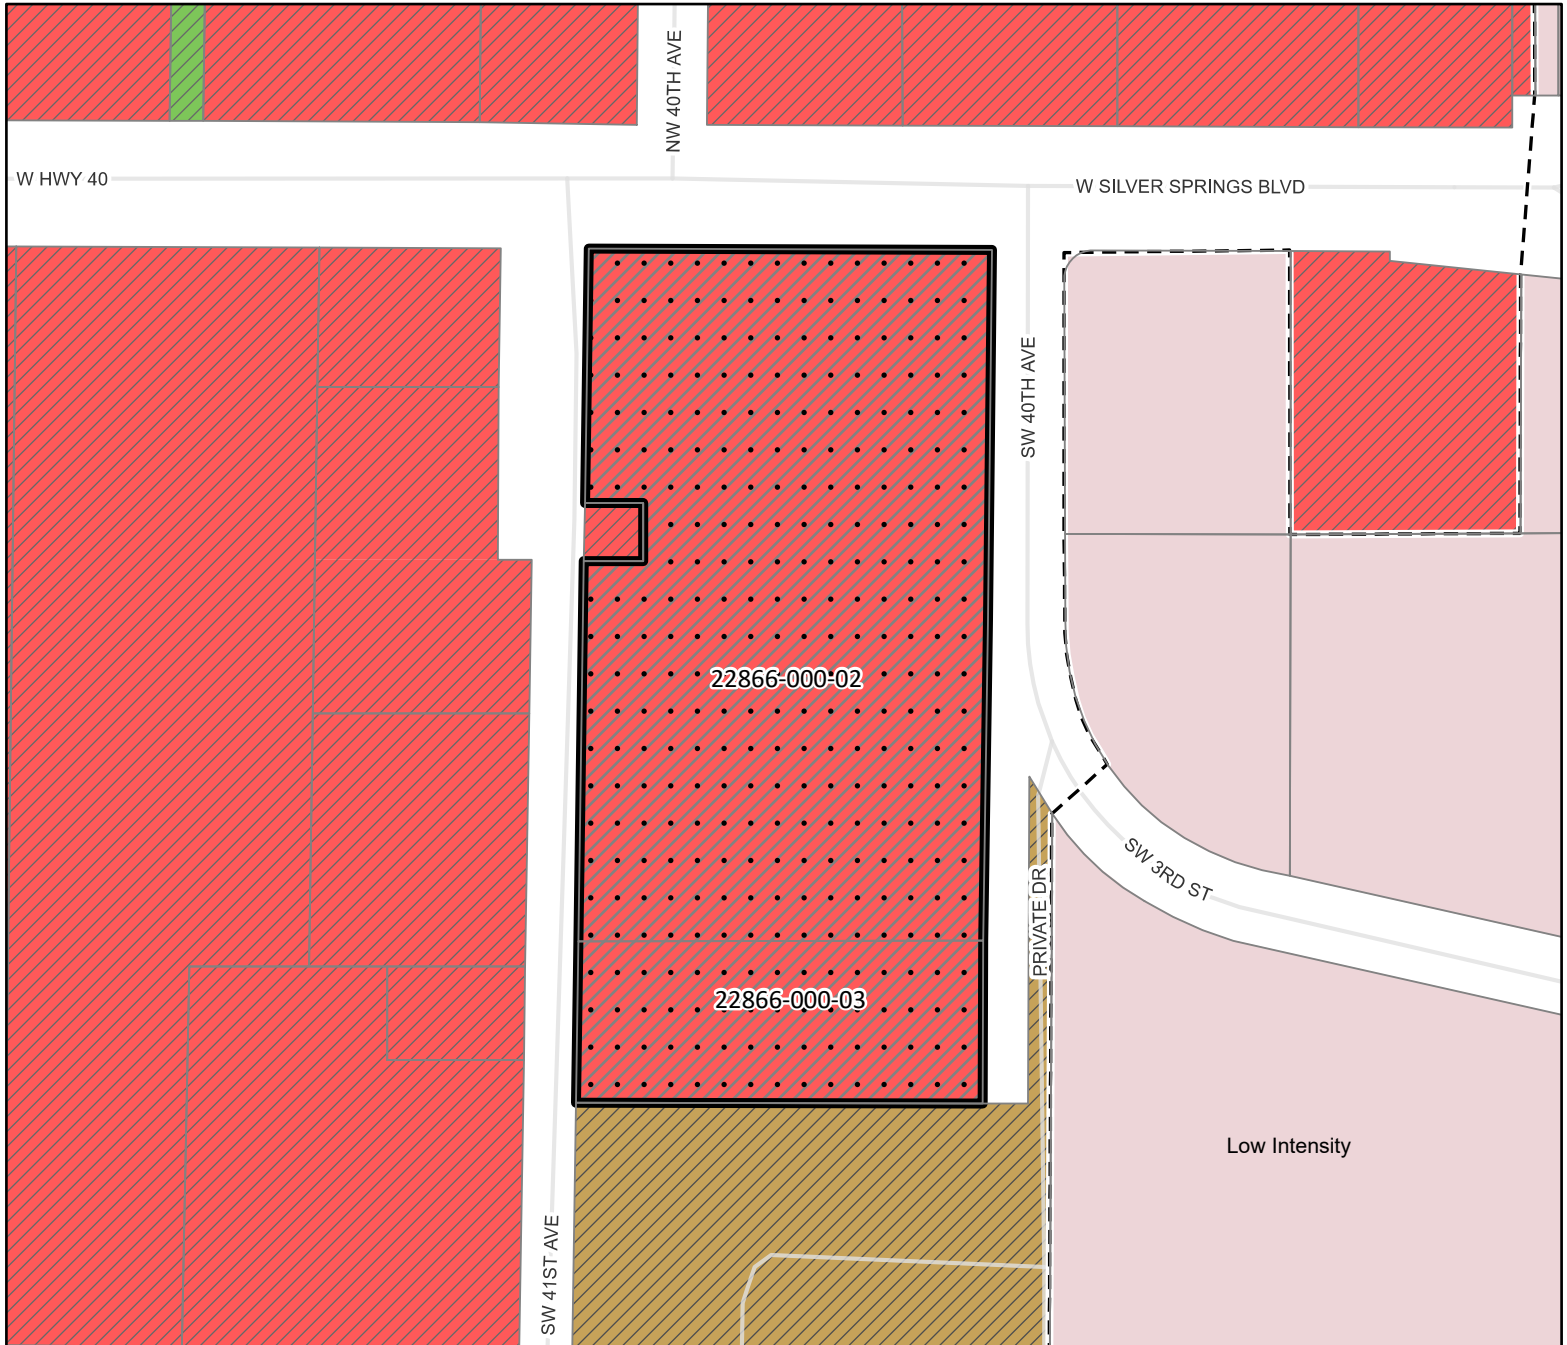 NW 40TH AVE
W HWY 40
W SILVER SPRINGS BLVD
SW 40TH AVE
22866-000-02
SW 3RD ST
PRIVATE DR
22866-000-03
Low Intensity
SW 41ST AVE